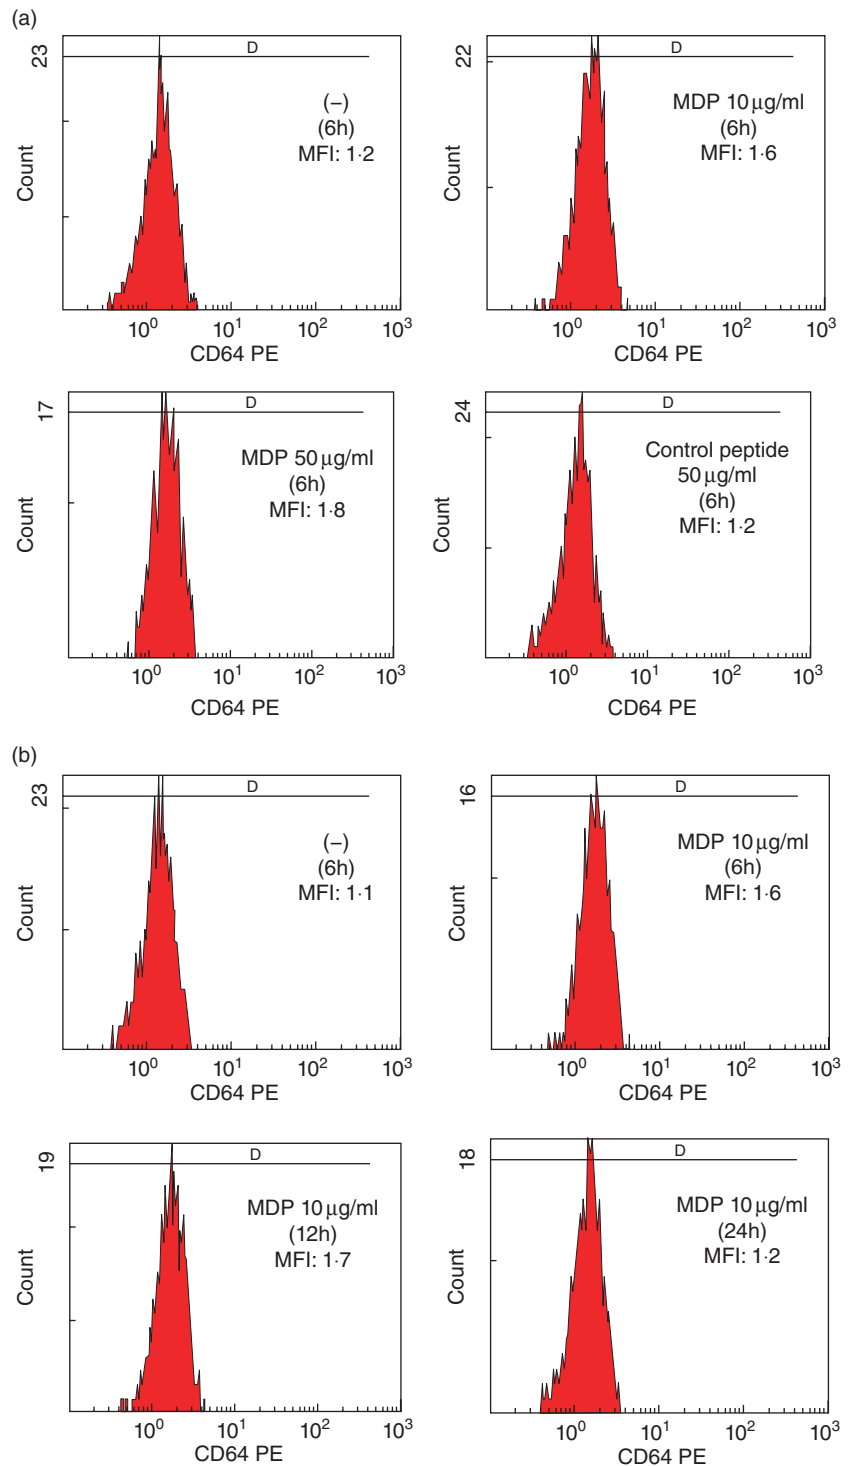 (a)
23
D
(–)
(6h)
MFI: 1·2
Count
10⁰ 10¹ 10² 10³
CD64 PE
22
D
MDP 10 μg/ml
(6h)
MFI: 1·6
Count
10⁰ 10¹ 10² 10³
CD64 PE
17
D
MDP 50 μg/ml
(6h)
MFI: 1·8
Count
10⁰ 10¹ 10² 10³
CD64 PE
24
D
Control peptide
50 μg/ml
(6h)
MFI: 1·2
Count
10⁰ 10¹ 10² 10³
CD64 PE
(b)
23
D
(–)
(6h)
MFI: 1·1
Count
10⁰ 10¹ 10² 10³
CD64 PE
16
D
MDP 10 μg/ml
(6h)
MFI: 1·6
Count
10⁰ 10¹ 10² 10³
CD64 PE
19
D
MDP 10 μg/ml
(12h)
MFI: 1·7
Count
10⁰ 10¹ 10² 10³
CD64 PE
18
D
MDP 10 μg/ml
(24h)
MFI: 1·2
Count
10⁰ 10¹ 10² 10³
CD64 PE